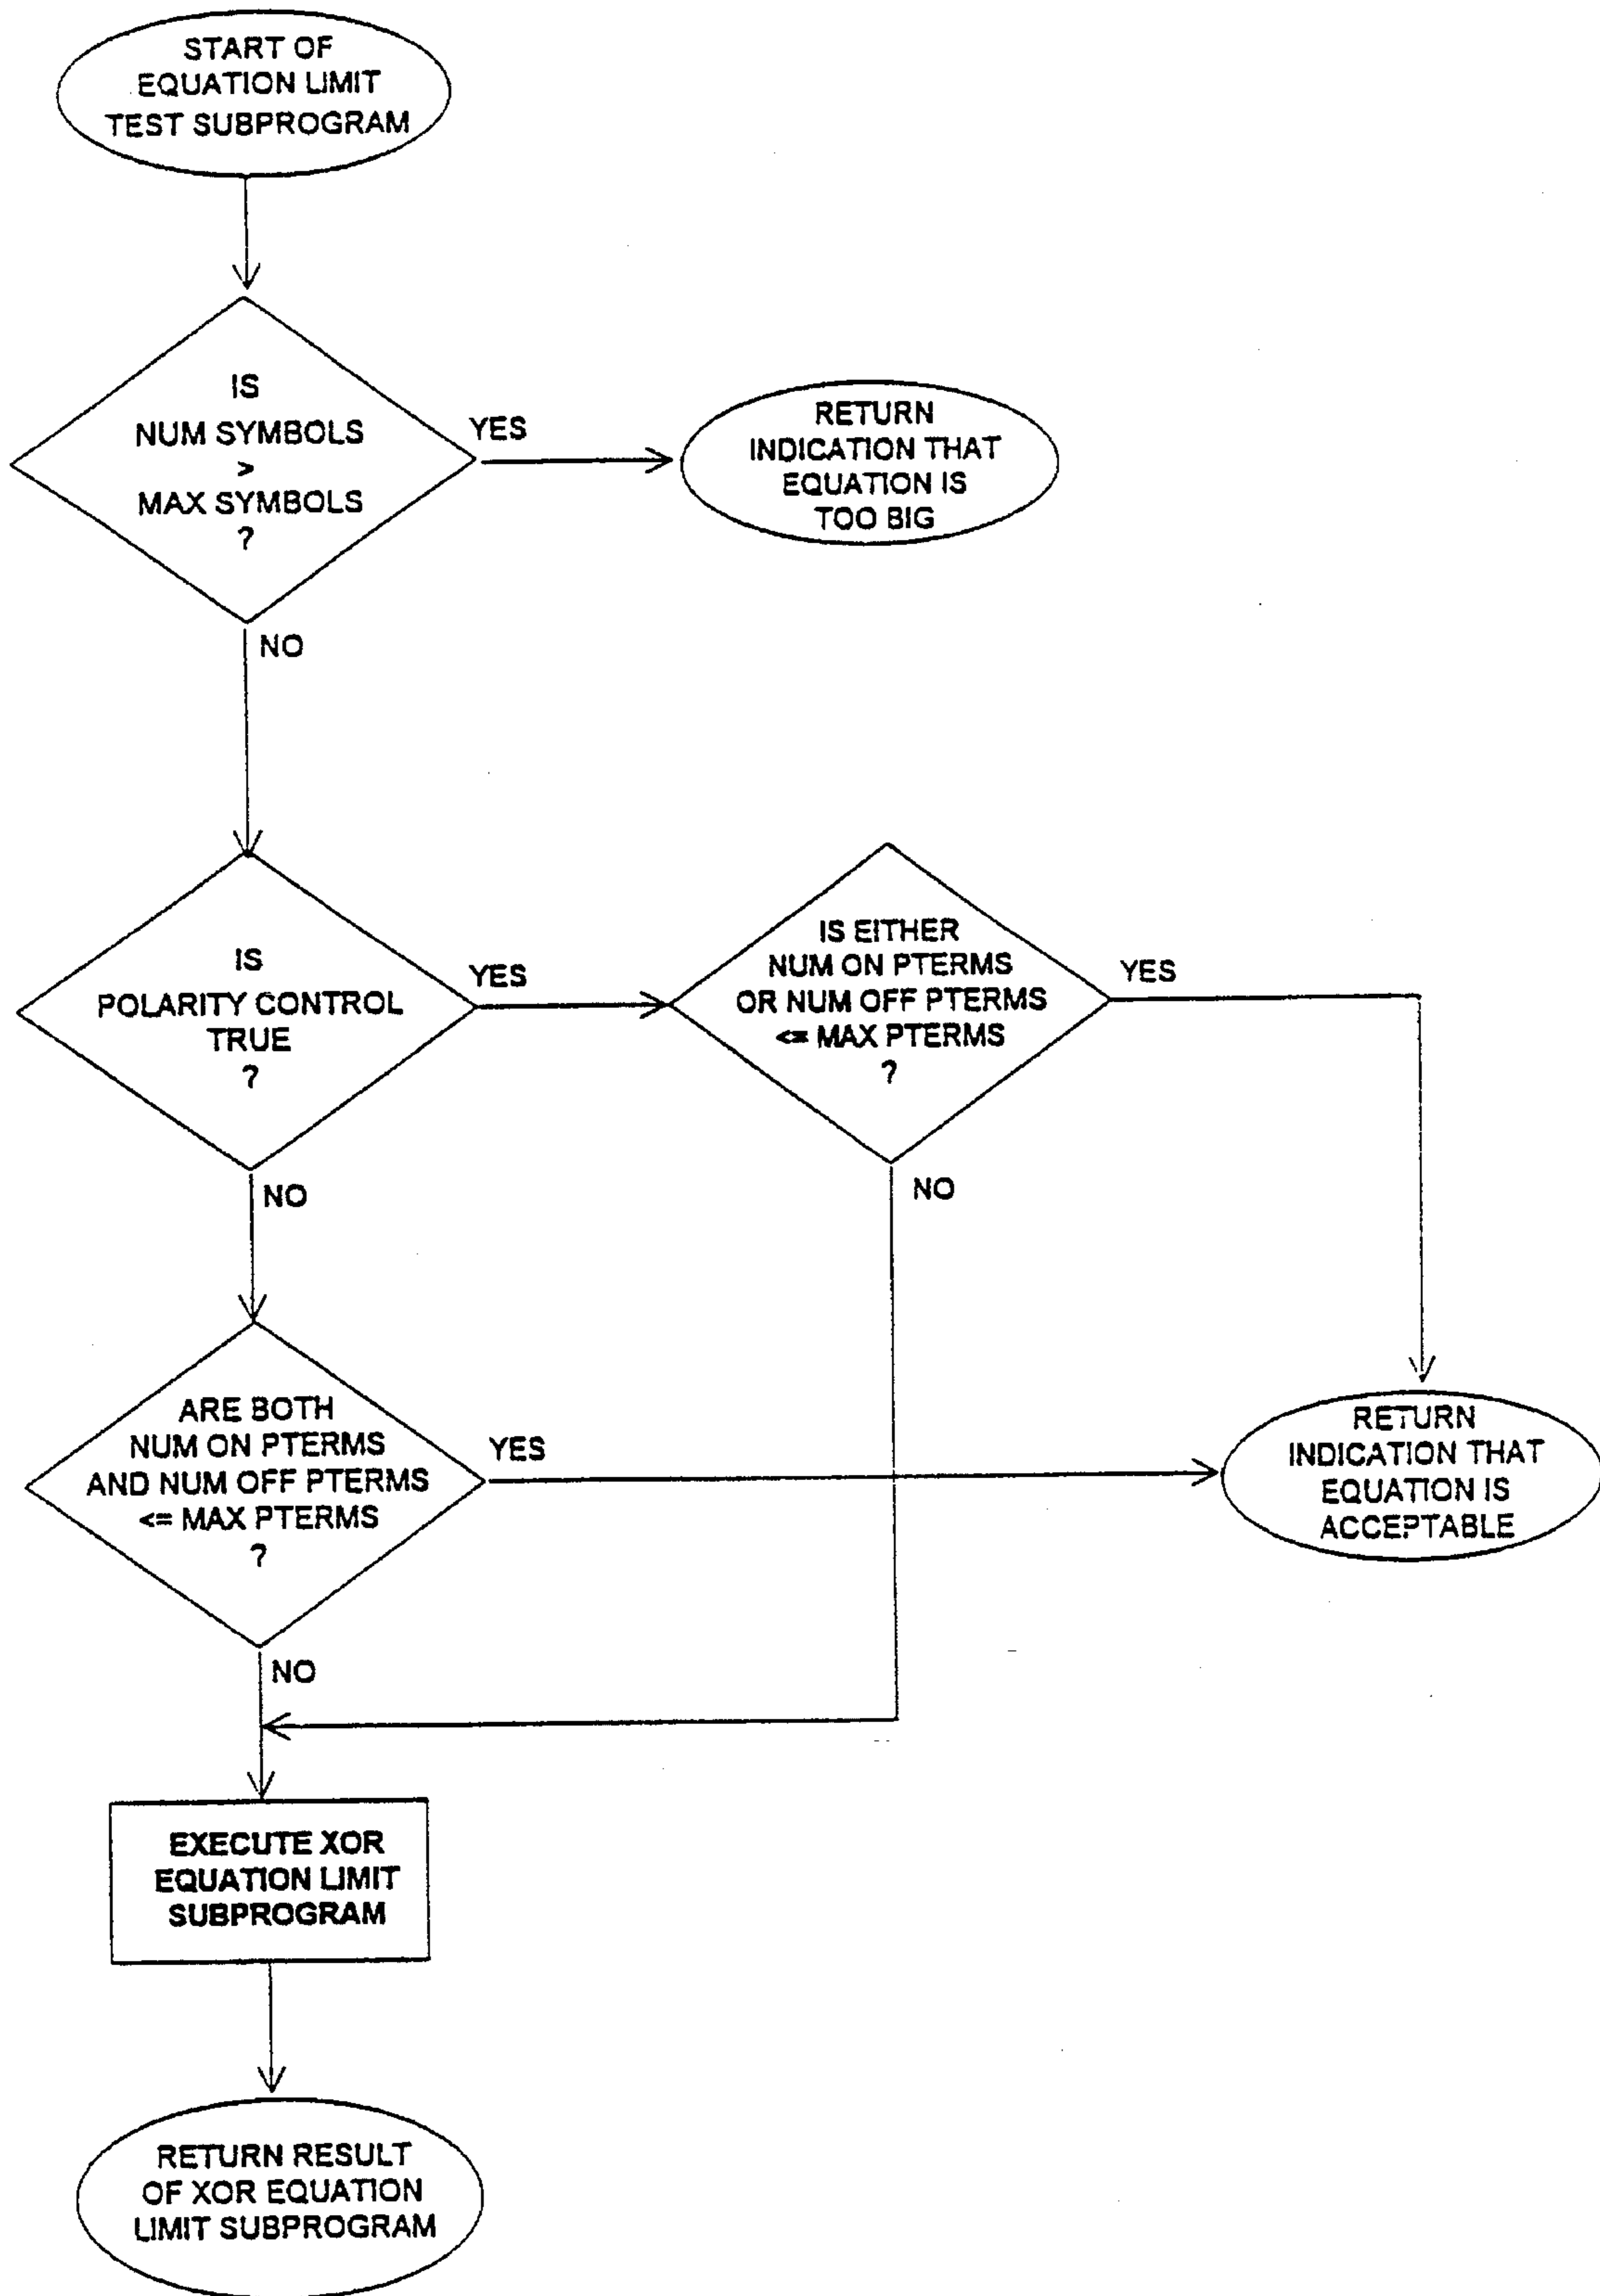 START OF
EQUATION LIMIT
TEST SUBPROGRAM
IS
NUM SYMBOLS
>
MAX SYMBOLS
?
YES
RETURN
INDICATION THAT
EQUATION IS
TOO BIG
NO
IS
POLARITY CONTROL
TRUE
?
YES
IS EITHER
NUM ON PTERMS
OR NUM OFF PTERMS
<= MAX PTERMS
?
YES
NO
NO
ARE BOTH
NUM ON PTERMS
AND NUM OFF PTERMS
<= MAX PTERMS
?
YES
RETURN
INDICATION THAT
EQUATION IS
ACCEPTABLE
NO
EXECUTE XOR
EQUATION LIMIT
SUBPROGRAM
RETURN RESULT
OF XOR EQUATION
LIMIT SUBPROGRAM